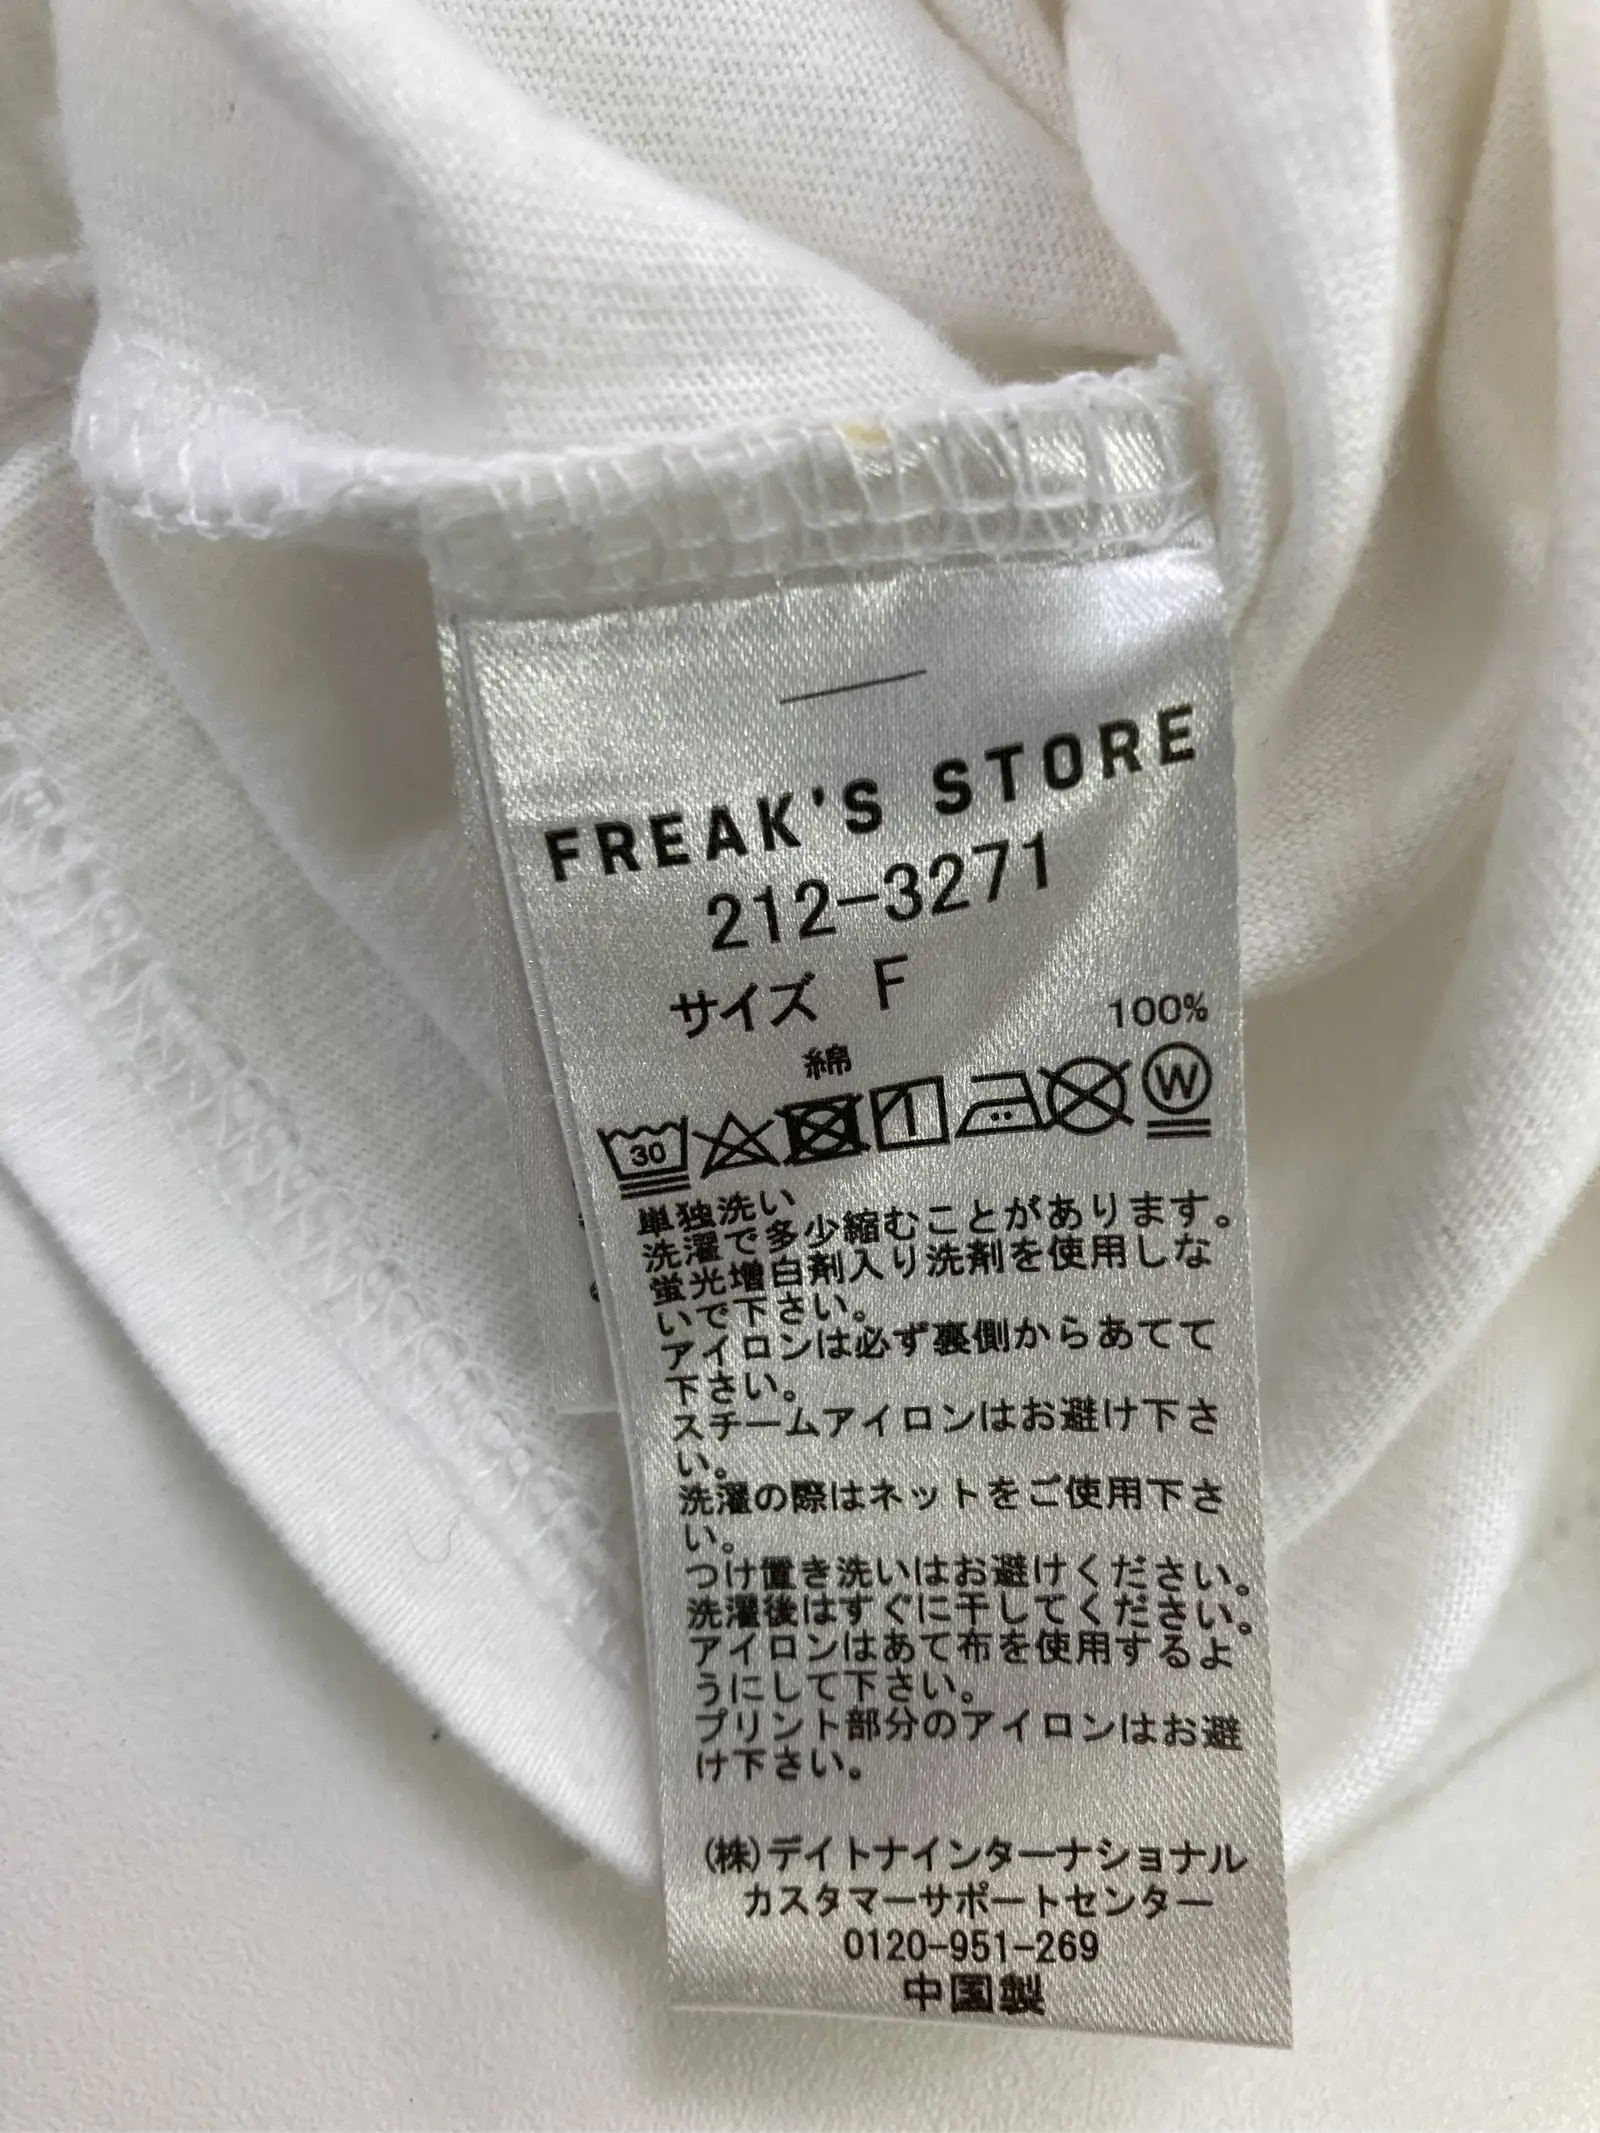 FREAK'S STORE
212-3271
サイズ F
綿 100%
30
W
単独洗い
洗濯で多少縮むことがあります。
蛍光増白剤入り洗剤を使用しな
いで下さい。
アイロンは必ず裏側からあてて
下さい。
スチームアイロンはお避け下さ
い。
洗濯の際はネットをご使用下さ
い。
つけ置き洗いはお避けください。
洗濯後はすぐに干してください。
アイロンはあて布を使用するよ
うにして下さい。
プリント部分のアイロンはお避
け下さい。
(株)デイトナインターナショナル
カスタマーサポートセンター
0120-951-269
中国製